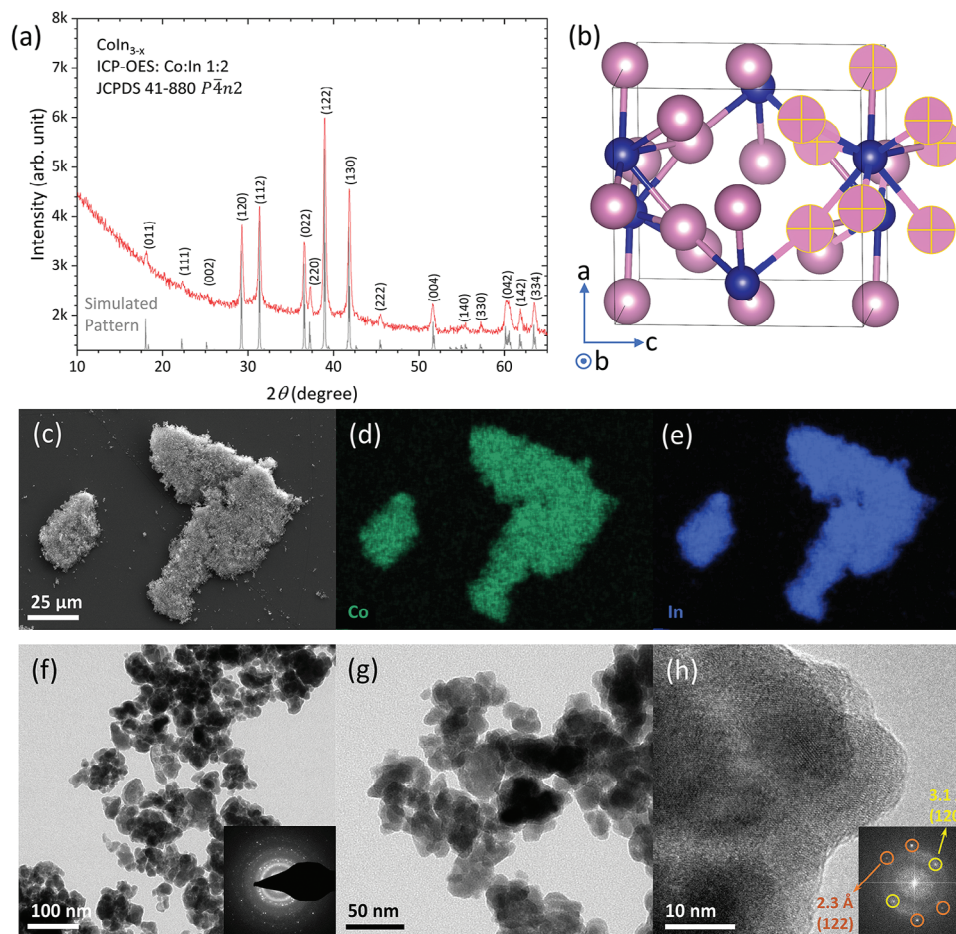 (a)
8k
7k
6k
5k
4k
3k
2k
Intensity (arb. unit)
CoIn3-x
ICP-OES: Co:In 1:2
JCPDS 41-880 P4̅n2
(011)
(111)
(002)
(120)
(112)
(022)
(220)
(122)
(130)
(222)
(004)
(140)
(330)
(042)
(142)
(334)
Simulated
Pattern
10 20 30 40 50 60
2θ (degree)
(b)
a
c
b
(c)
25 μm
(d)
Co
(e)
In
(f)
100 nm
(g)
50 nm
(h)
10 nm
3.1
(120
2.3 Å
(122)